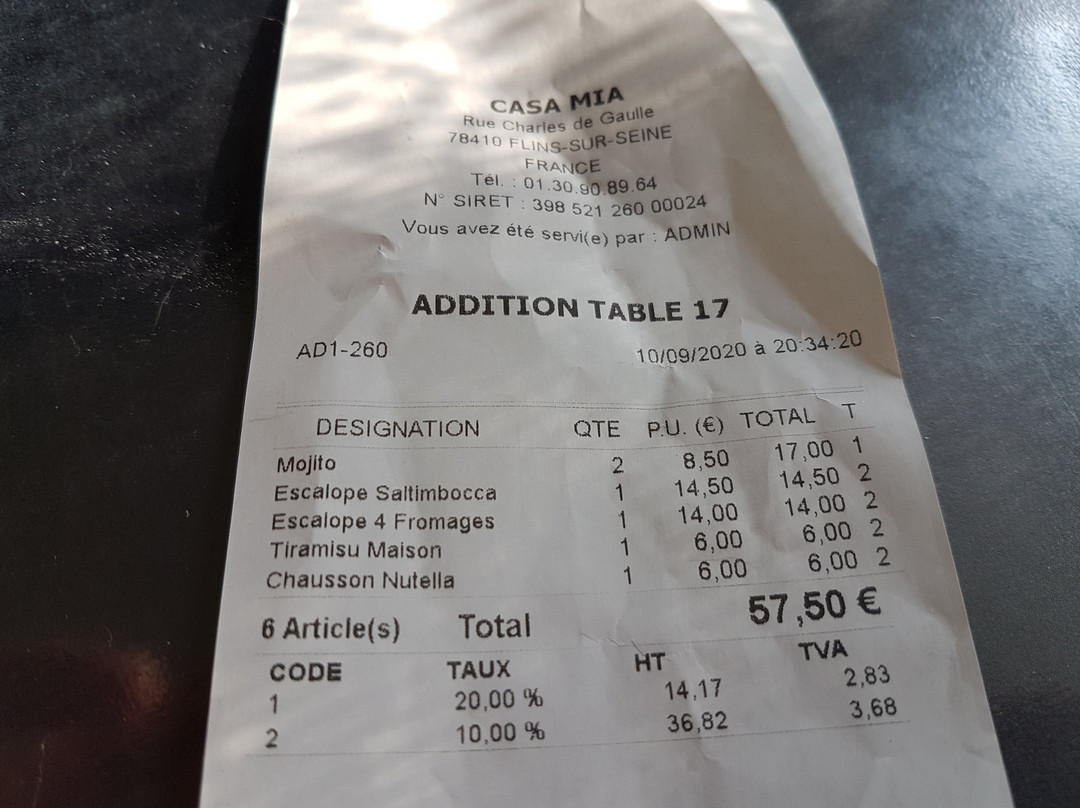 CASA MIA
Rue Charles de Gaulle
78410 FLINS-SUR-SEINE
FRANCE
Tél. : 01.30.90.89.64
N° SIRET : 398 521 260 00024
Vous avez été servi(e) par : ADMIN
ADDITION TABLE 17
AD1-260 10/09/2020 à 20:34:20
DESIGNATION QTE P.U. (€) TOTAL T
Mojito 2 8,50 17,00 1
Escalope Saltimbocca 1 14,50 14,50 2
Escalope 4 Fromages 1 14,00 14,00 2
Tiramisu Maison 1 6,00 6,00 2
Chausson Nutella 1 6,00 6,00 2
6 Article(s) Total 57,50 €
CODE TAUX HT TVA
1 20,00 % 14,17 2,83
2 10,00 % 36,82 3,68